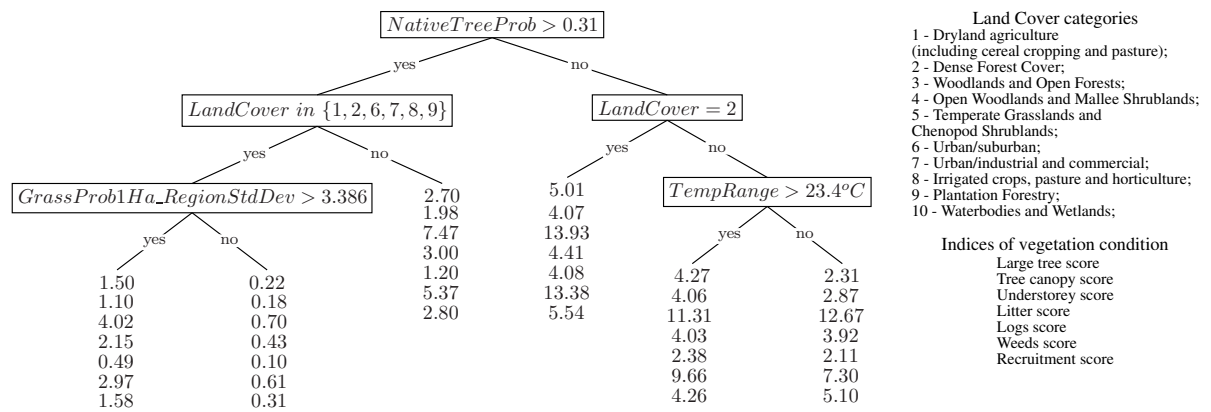 NativeTreeProb > 0.31
yes
no
LandCover in {1, 2, 6, 7, 8, 9}
LandCover = 2
yes
no
yes
no
GrassProb1Ha_RegionStdDev > 3.386
TempRange > 23.4°C
yes
no
yes
no
1.50
1.10
4.02
2.15
0.49
2.97
1.58
0.22
0.18
0.70
0.43
0.10
0.61
0.31
2.70
1.98
7.47
3.00
1.20
5.37
2.80
5.01
4.07
13.93
4.41
4.08
13.38
5.54
4.27
4.06
11.31
4.03
2.38
9.66
4.26
2.31
2.87
12.67
3.92
2.11
7.30
5.10
Land Cover categories
1 - Dryland agriculture
(including cereal cropping and pasture);
2 - Dense Forest Cover;
3 - Woodlands and Open Forests;
4 - Open Woodlands and Mallee Shrublands;
5 - Temperate Grasslands and
Chenopod Shrublands;
6 - Urban/suburban;
7 - Urban/industrial and commercial;
8 - Irrigated crops, pasture and horticulture;
9 - Plantation Forestry;
10 - Waterbodies and Wetlands;
Indices of vegetation condition
Large tree score
Tree canopy score
Understorey score
Litter score
Logs score
Weeds score
Recruitment score